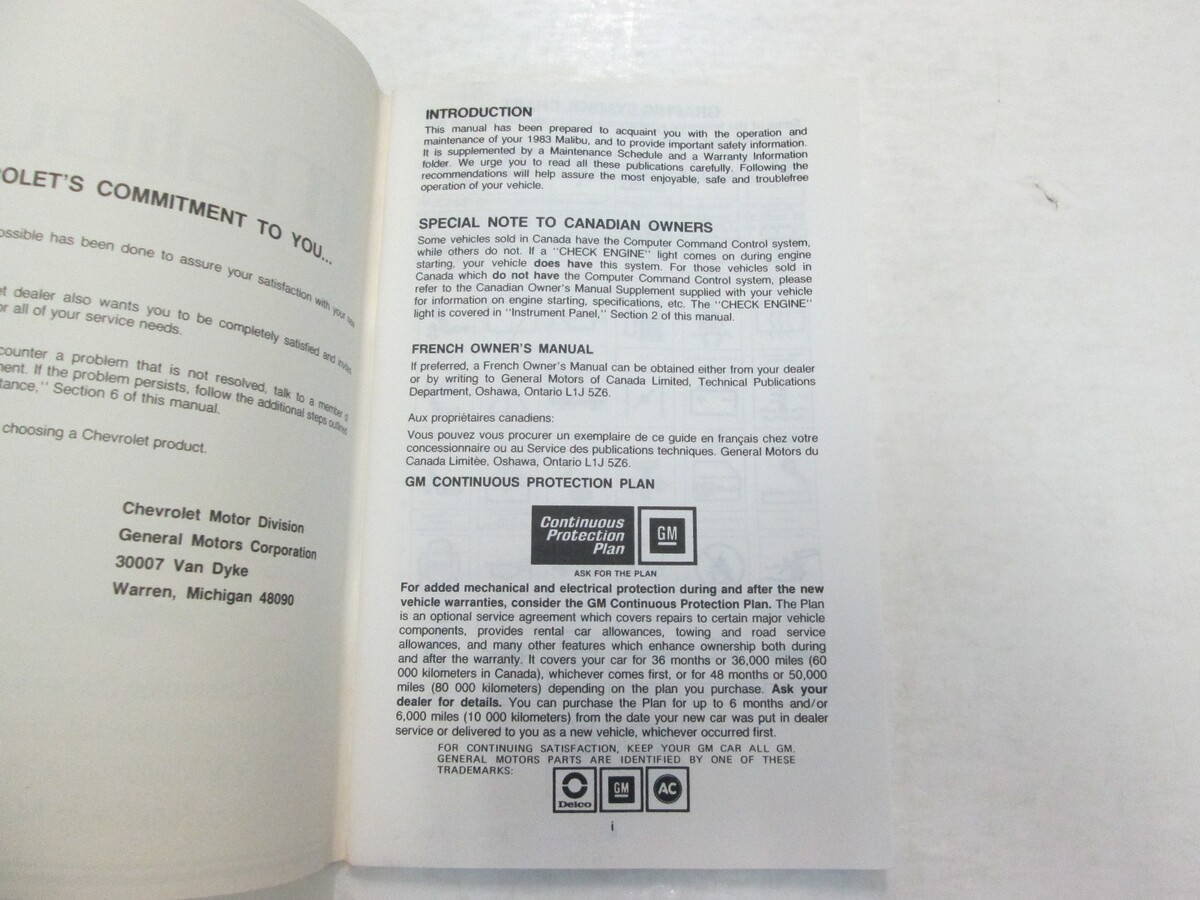 OLET'S COMMITMENT TO YOU...
ossible has been done to assure your satisfaction with your new
et dealer also wants you to be completely satisfied and invites
or all of your service needs.
counter a problem that is not resolved, talk to a member o
ment. If the problem persists, follow the additional steps outlined
tance," Section 6 of this manual.
choosing a Chevrolet product.
Chevrolet Motor Division
General Motors Corporation
30007 Van Dyke
Warren, Michigan 48090
INTRODUCTION
This manual has been prepared to acquaint you with the operation and
maintenance of your 1983 Malibu, and to provide important safety information.
It is supplemented by a Maintenance Schedule and a Warranty Information
folder. We urge you to read all these publications carefully. Following the
recommendations will help assure the most enjoyable, safe and troublefree
operation of your vehicle.
SPECIAL NOTE TO CANADIAN OWNERS
Some vehicles sold in Canada have the Computer Command Control system,
while others do not. If a "CHECK ENGINE" light comes on during engine
starting, your vehicle does have this system. For those vehicles sold in
Canada which do not have the Computer Command Control system, please
refer to the Canadian Owner's Manual Supplement supplied with your vehicle
for information on engine starting, specifications, etc. The "CHECK ENGINE"
light is covered in "Instrument Panel," Section 2 of this manual.
FRENCH OWNER'S MANUAL
If preferred, a French Owner's Manual can be obtained either from your dealer
or by writing to General Motors of Canada Limited, Technical Publications
Department, Oshawa, Ontario L1J 5Z6.
Aux propriétaires canadiens:
Vous pouvez vous procurer un exemplaire de ce guide en français chez votre
concessionnaire ou au Service des publications techniques. General Motors du
Canada Limitèe, Oshawa, Ontario L1J 5Z6.
GM CONTINUOUS PROTECTION PLAN
Continuous
Protection
Plan
GM
ASK FOR THE PLAN
For added mechanical and electrical protection during and after the new
vehicle warranties, consider the GM Continuous Protection Plan. The Plan
is an optional service agreement which covers repairs to certain major vehicle
components, provides rental car allowances, towing and road service
allowances, and many other features which enhance ownership both during
and after the warranty. It covers your car for 36 months or 36,000 miles (60
000 kilometers in Canada), whichever comes first, or for 48 months or 50,000
miles (80 000 kilometers) depending on the plan you purchase. Ask your
dealer for details. You can purchase the Plan for up to 6 months and/or
6,000 miles (10 000 kilometers) from the date your new car was put in dealer
service or delivered to you as a new vehicle, whichever occurred first.
FOR CONTINUING SATISFACTION, KEEP YOUR GM CAR ALL GM.
GENERAL MOTORS PARTS ARE IDENTIFIED BY ONE OF THESE
TRADEMARKS:
Delco GM AC
i